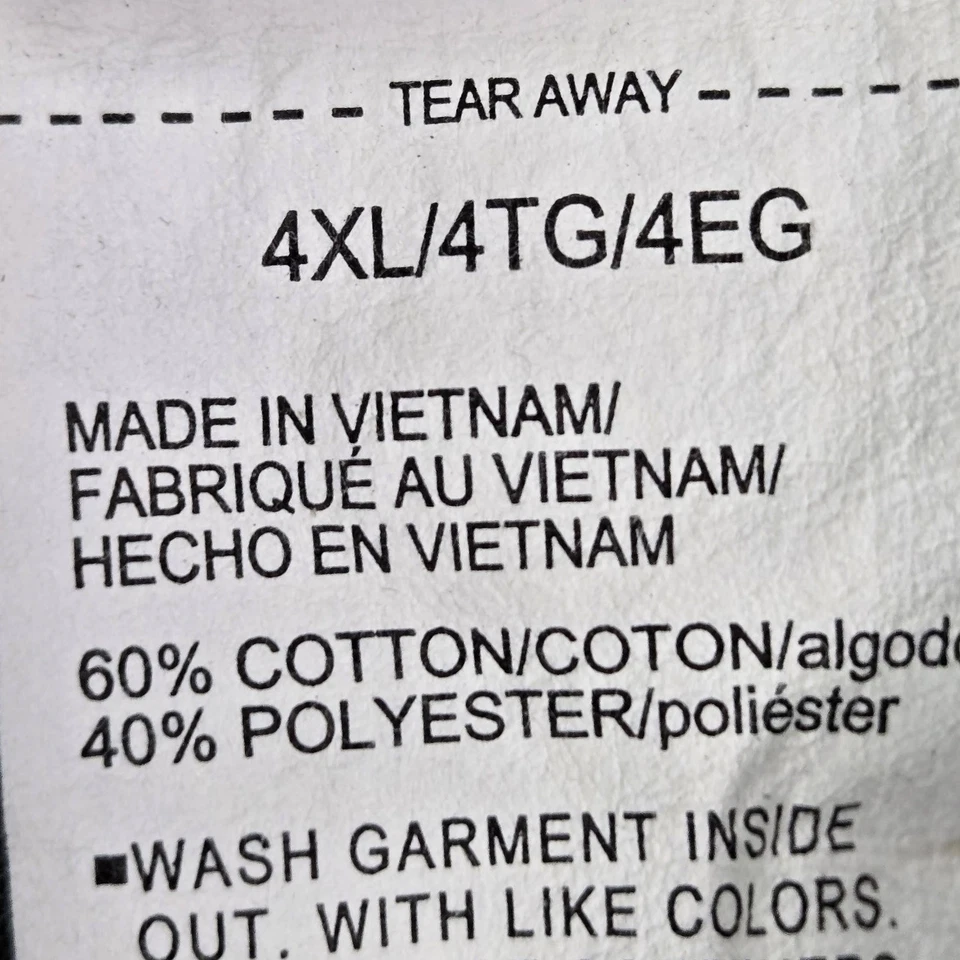 TEAR AWAY
4XL/4TG/4EG
MADE IN VIETNAM/
FABRIQUÉ AU VIETNAM/
HECHO EN VIETNAM
60% COTTON/COTON/algod
40% POLYESTER/poliéster
■WASH GARMENT INSIDE
OUT. WITH LIKE COLORS.